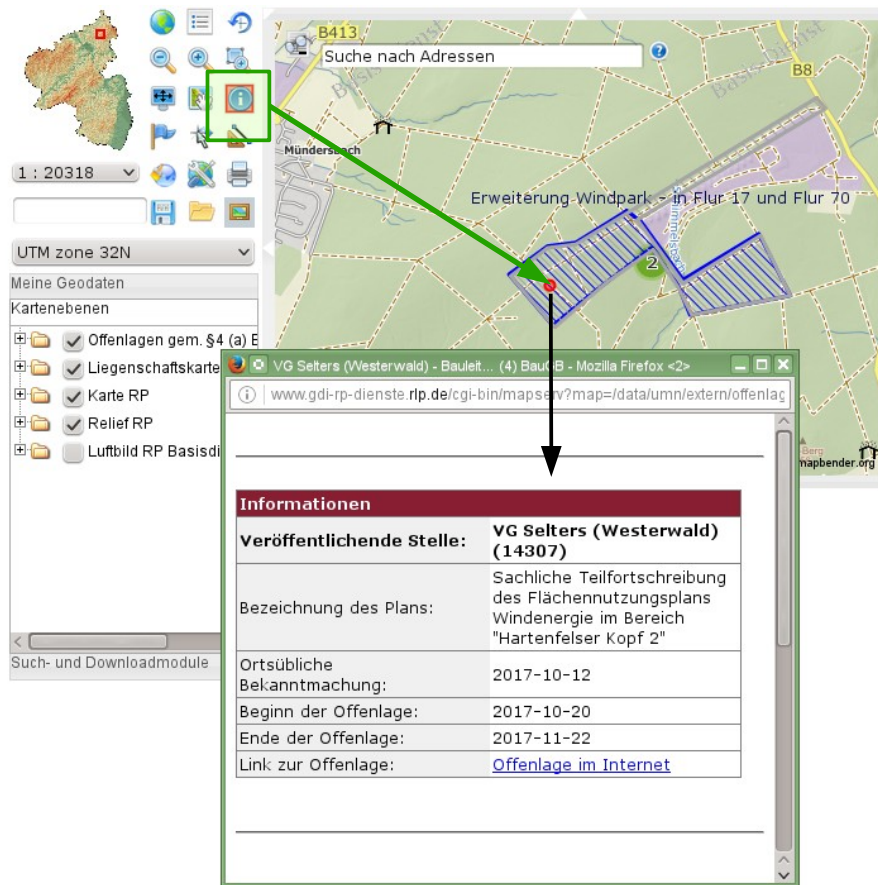 B413
Suche nach Adressen
Basis-Dienst
Basis-Dienst
B8
Mündersbach
1 : 20318
Erweiterung Windpark - in Flur 17 und Flur 70
2
UTM zone 32N
Meine Geodaten
Kartenebenen
Offenlagen gem. §4 (a) B
Liegenschaftskarte
Karte RP
Relief RP
Luftbild RP Basisdi
mapbender.org
VG Selters (Westerwald) - Bauleit... (4) BauGB - Mozilla Firefox <2>
www.gdi-rp-dienste.rlp.de/cgi-bin/mapserv?map=/data/umn/extern/offenlag
Informationen
Veröffentlichende Stelle:
VG Selters (Westerwald)
(14307)
Bezeichnung des Plans:
Sachliche Teilfortschreibung
des Flächennutzungsplans
Windenergie im Bereich
"Hartenfelser Kopf 2"
Ortsübliche
Bekanntmachung:
2017-10-12
Beginn der Offenlage:
2017-10-20
Ende der Offenlage:
2017-11-22
Link zur Offenlage:
Offenlage im Internet
Such- und Downloadmodule